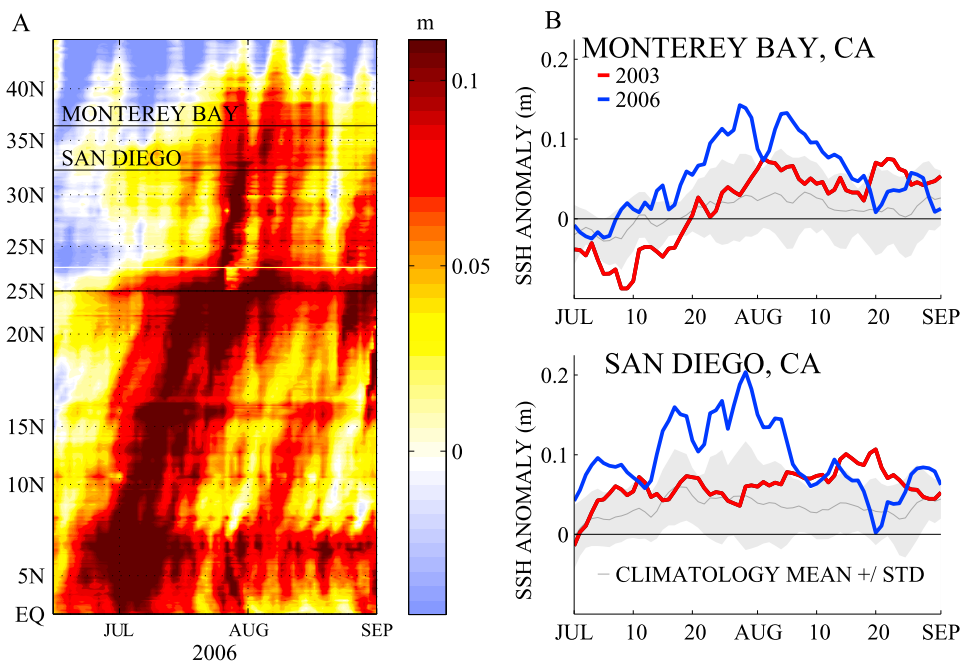 A
m
40N
MONTEREY BAY
35N
SAN DIEGO
30N
25N
25N
20N
15N
10N
5N
EQ
JUL
AUG
SEP
2006
0.1
0.05
0
B
MONTEREY BAY, CA
2003
2006
SSH ANOMALY (m)
0.2
0.1
0
JUL
10
20
AUG
10
20
SEP
SAN DIEGO, CA
SSH ANOMALY (m)
0.2
0.1
0
CLIMATOLOGY MEAN +/ STD
JUL
10
20
AUG
10
20
SEP